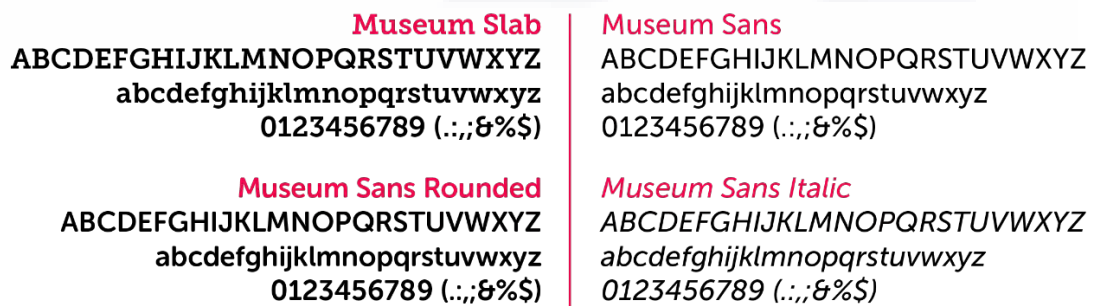 Museum Slab
ABCDEFGHIJKLMNOPQRSTUVWXYZ
abcdefghijklmnopqrstuvwxyz
0123456789 (.:,;&%$)
Museum Sans Rounded
ABCDEFGHIJKLMNOPQRSTUVWXYZ
abcdefghijklmnopqrstuvwxyz
0123456789 (.:,;&%$)
Museum Sans
ABCDEFGHIJKLMNOPQRSTUVWXYZ
abcdefghijklmnopqrstuvwxyz
0123456789 (.:,;&%$)
Museum Sans Italic
ABCDEFGHIJKLMNOPQRSTUVWXYZ
abcdefghijklmnopqrstuvwxyz
0123456789 (.:,;&%$)